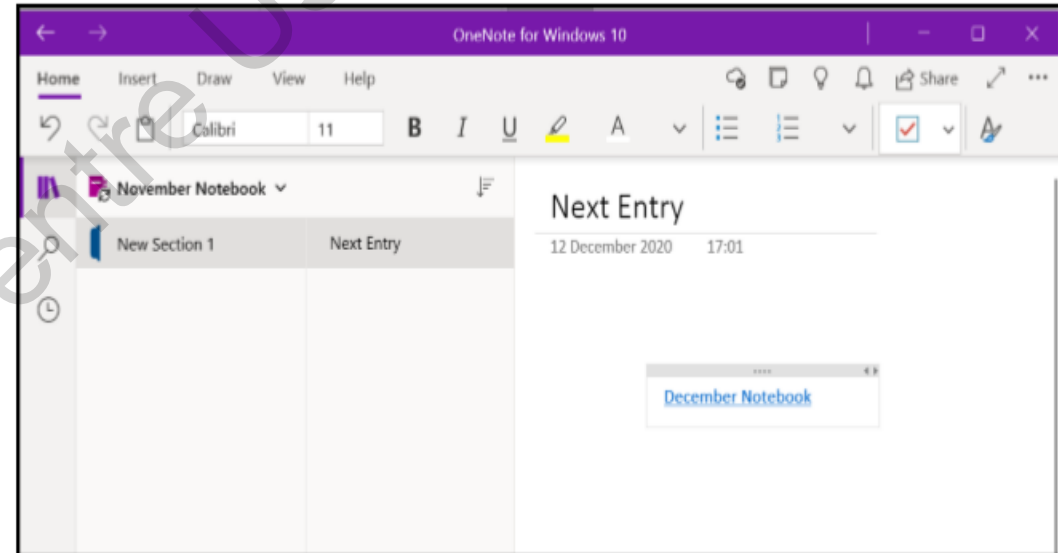 OneNote for Windows 10
Home Insert Draw View Help Share
Calibri 11 B I U A
November Notebook
New Section 1 Next Entry
Next Entry
12 December 2020 17:01
December Notebook
entre